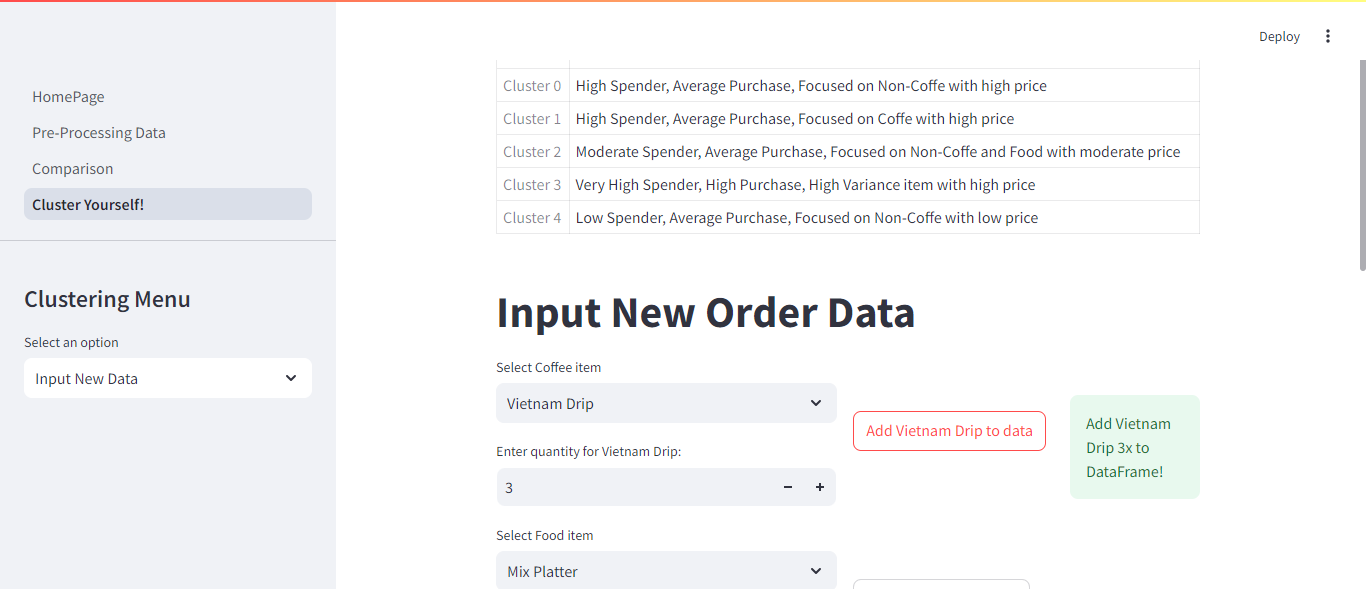 Deploy
HomePage
Pre-Processing Data
Comparison
Cluster Yourself!
Clustering Menu
Select an option
Input New Data
Cluster 0 High Spender, Average Purchase, Focused on Non-Coffe with high price
Cluster 1 High Spender, Average Purchase, Focused on Coffe with high price
Cluster 2 Moderate Spender, Average Purchase, Focused on Non-Coffe and Food with moderate price
Cluster 3 Very High Spender, High Purchase, High Variance item with high price
Cluster 4 Low Spender, Average Purchase, Focused on Non-Coffe with low price
Input New Order Data
Select Coffee item
Vietnam Drip
Enter quantity for Vietnam Drip:
3
Add Vietnam Drip to data
Add Vietnam
Drip 3x to
DataFrame!
Select Food item
Mix Platter